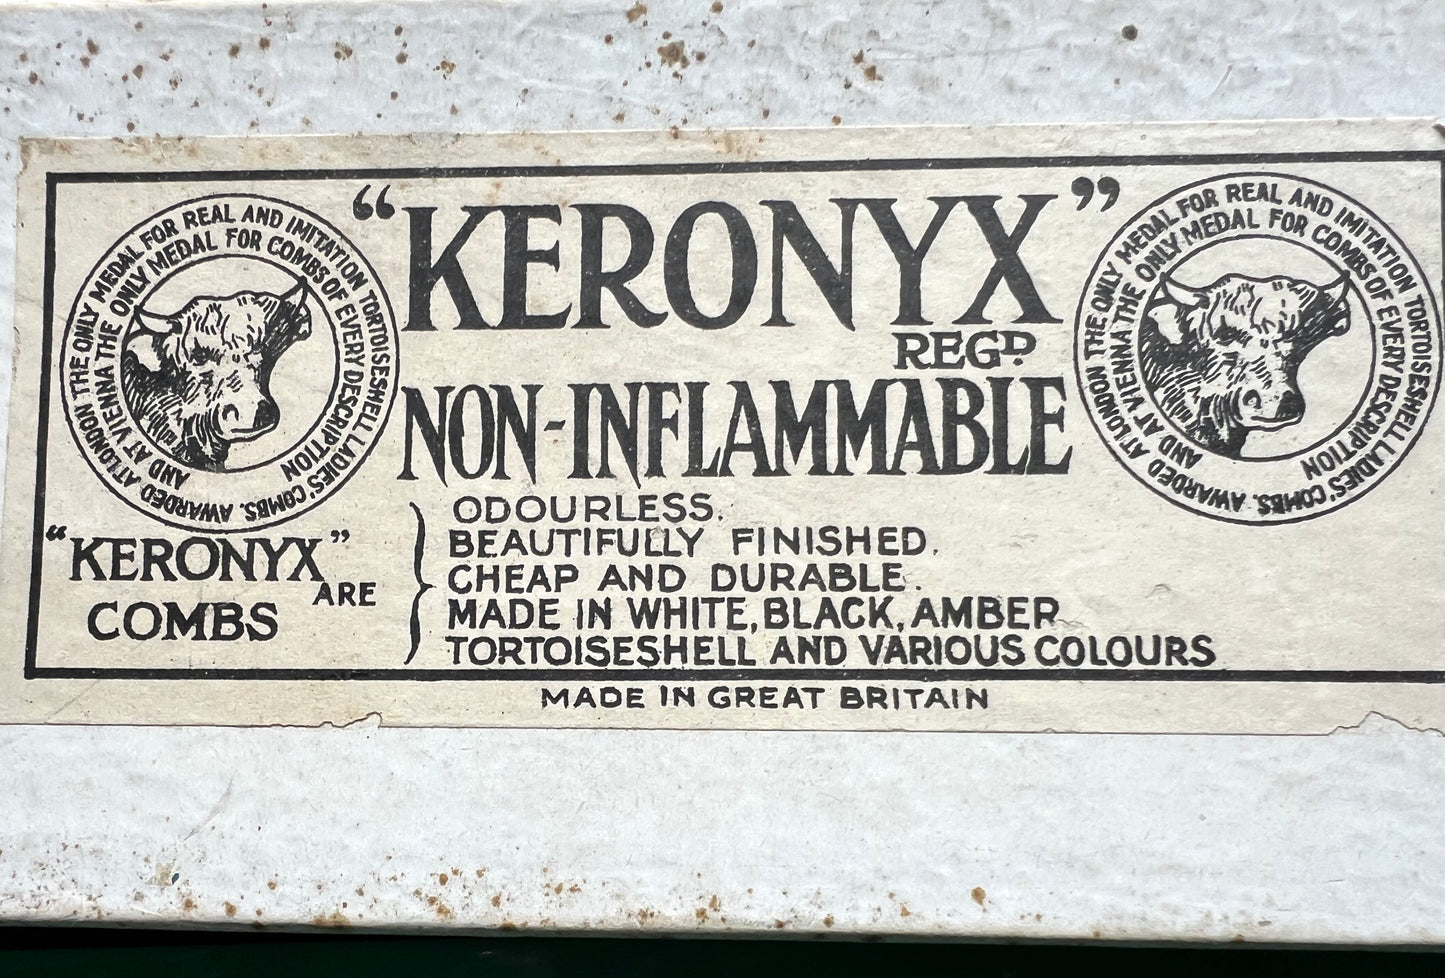 THE ONLY MEDAL FOR REAL AND IMITATION TORTOISESHELL LADIES' COMBS. AWARDED AT LONDON
AND AT VIENNA THE ONLY MEDAL FOR COMBS OF EVERY DESCRIPTION
“KERONYX”
REGD.
NON-INFLAMMABLE
THE ONLY MEDAL FOR REAL AND IMITATION TORTOISESHELL LADIES' COMBS. AWARDED AT LONDON
AND AT VIENNA THE ONLY MEDAL FOR COMBS OF EVERY DESCRIPTION
“KERONYX”
ARE
COMBS
ODOURLESS.
BEAUTIFULLY FINISHED.
CHEAP AND DURABLE.
MADE IN WHITE, BLACK, AMBER
TORTOISESHELL AND VARIOUS COLOURS
MADE IN GREAT BRITAIN